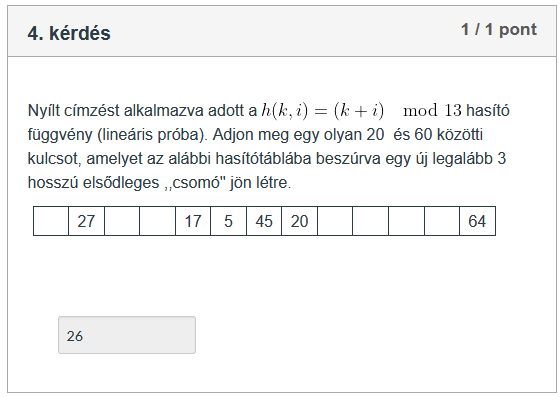 4. kérdés
1 / 1 pont
Nyílt címzést alkalmazva adott a h(k, i) = (k + i) mod 13 hasító
függvény (lineáris próba). Adjon meg egy olyan 20 és 60 közötti
kulcsot, amelyet az alábbi hasítótáblába beszúrva egy új legalább 3
hosszú elsődleges ,,csomó" jön létre.
27 17 5 45 20 64
26